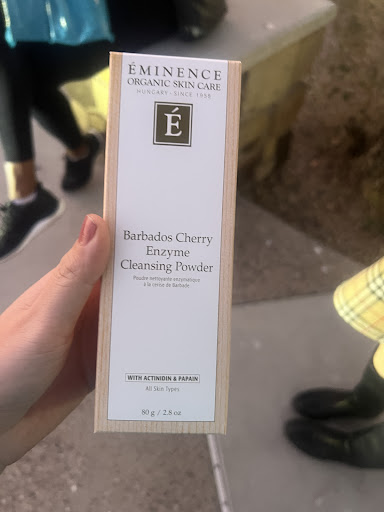 ÉMINENCE
ORGANIC SKIN CARE
HUNGARY • SINCE 1958
É
Barbados Cherry
Enzyme
Cleansing Powder
Poudre nettoyante enzymatique
à la cerise de Barbade
WITH ACTINIDIN & PAPAIN
All Skin Types
80 g / 2.8 oz